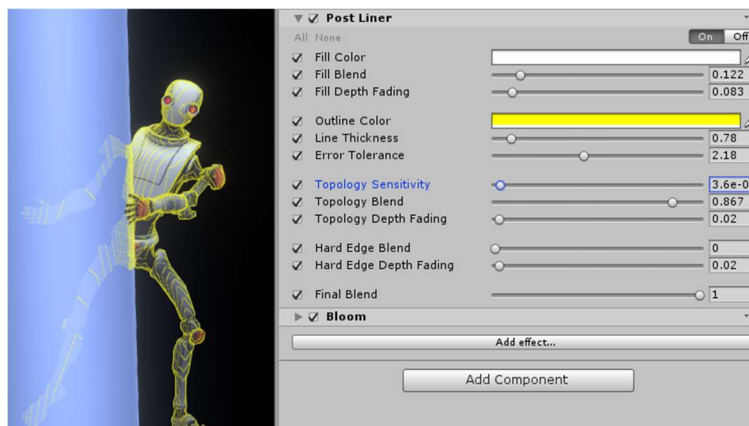 Post Liner
All None
On Off
Fill Color
Fill Blend 0.122
Fill Depth Fading 0.083
Outline Color
Line Thickness 0.78
Error Tolerance 2.18
Topology Sensitivity 3.6e-0
Topology Blend 0.867
Topology Depth Fading 0.02
Hard Edge Blend 0
Hard Edge Depth Fading 0.02
Final Blend 1
Bloom
Add effect...
Add Component